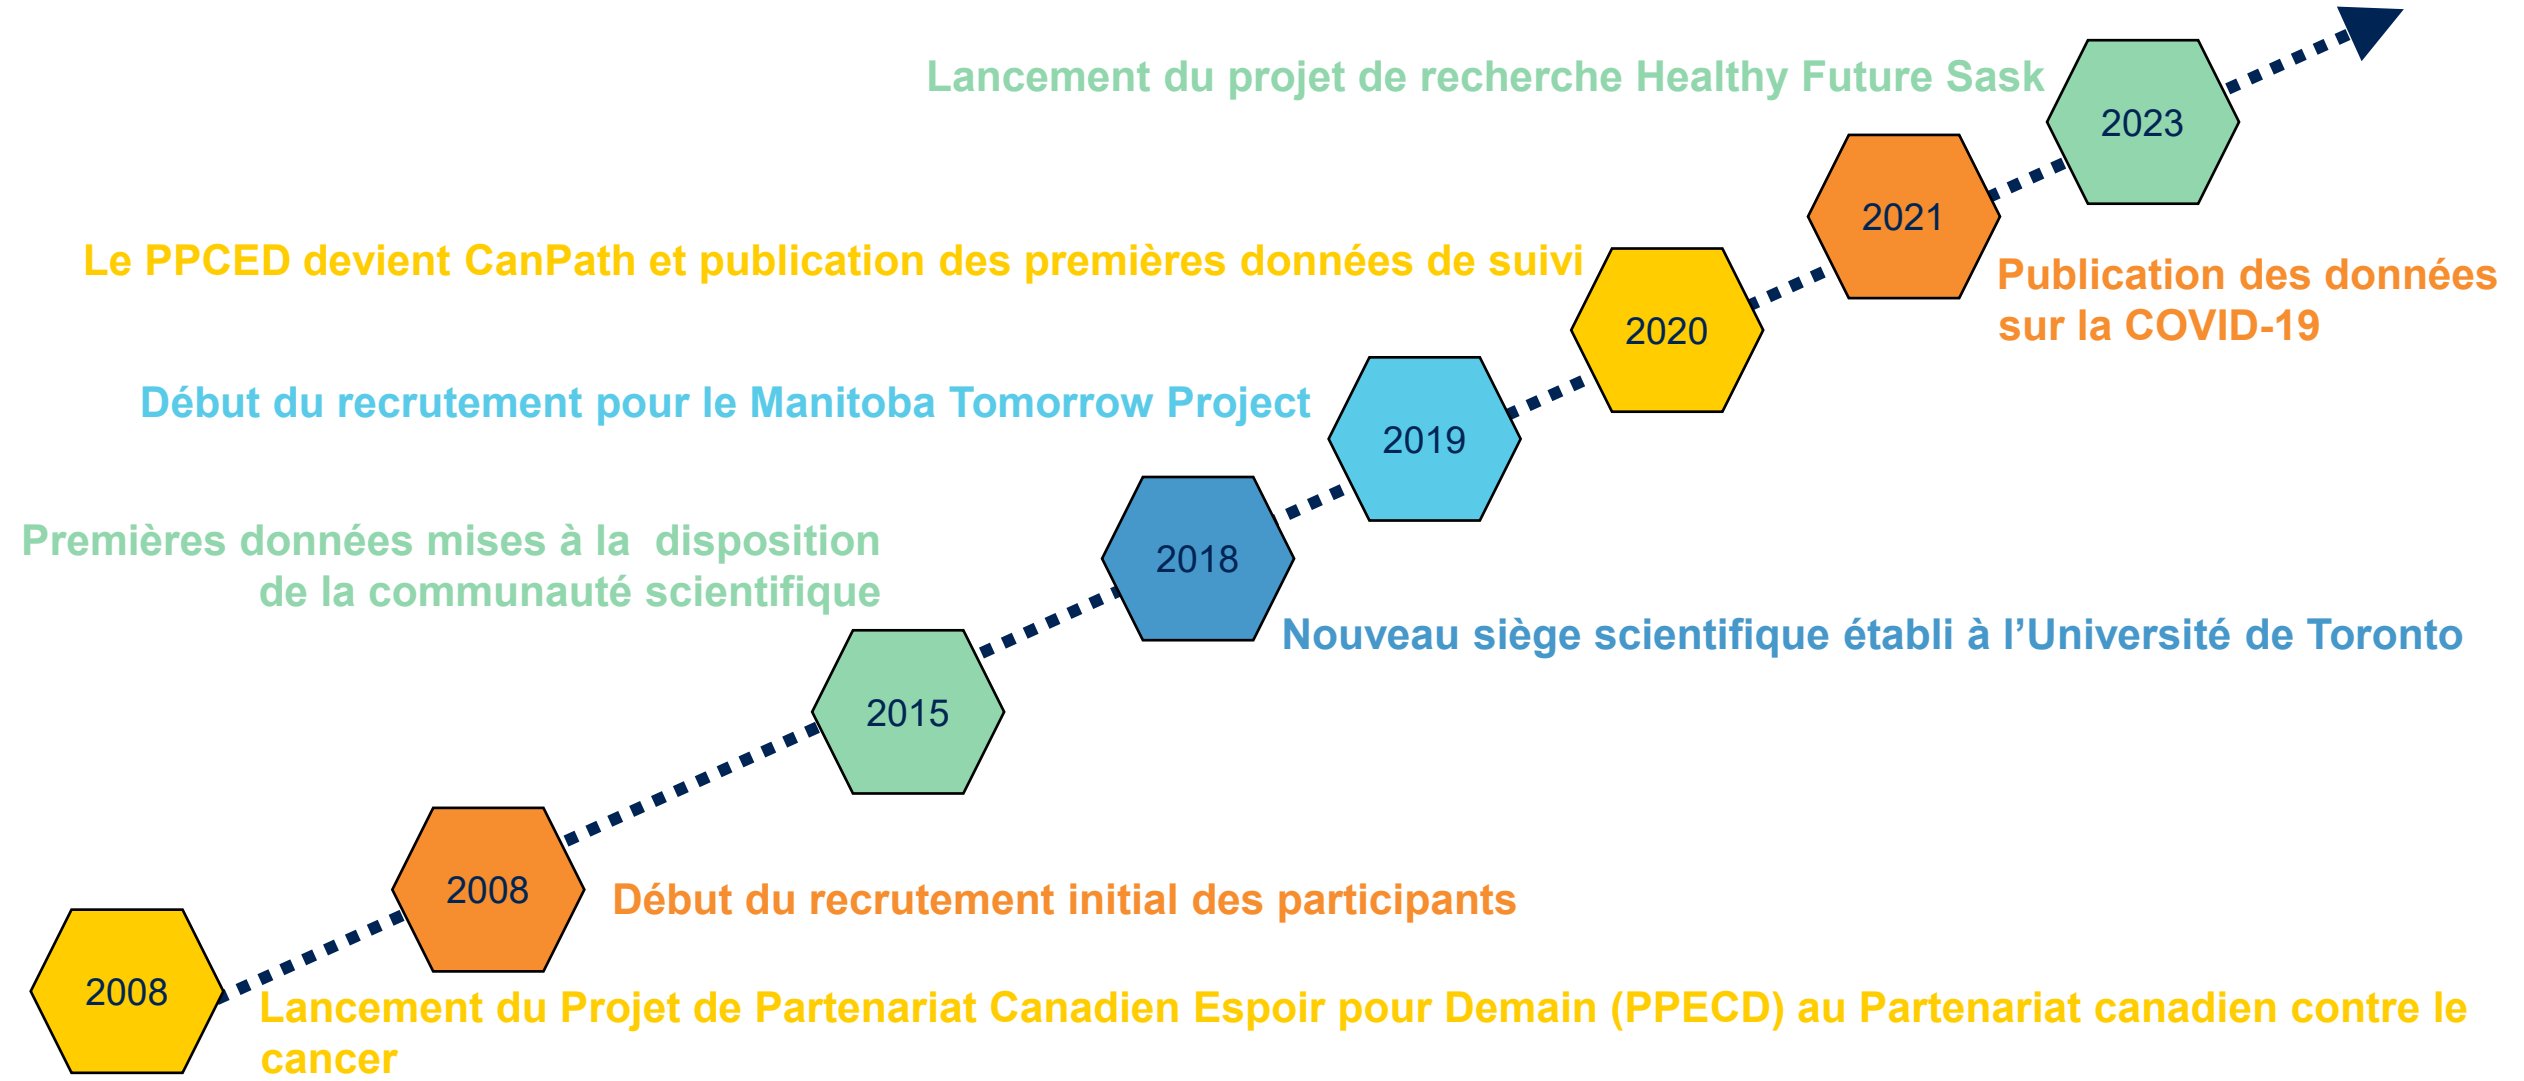 Lancement du projet de recherche Healthy Future Sask
2023
2021
Le PPCED devient CanPath et publication des premières données de suivi
Publication des données
sur la COVID-19
2020
Début du recrutement pour le Manitoba Tomorrow Project
2019
Premières données mises à la  disposition
de la communauté scientifique
2018
Nouveau siège scientifique établi à l’Université de Toronto
2015
2008
Début du recrutement initial des participants
2008
Lancement du Projet de Partenariat Canadien Espoir pour Demain (PPECD) au Partenariat canadien contre le
cancer